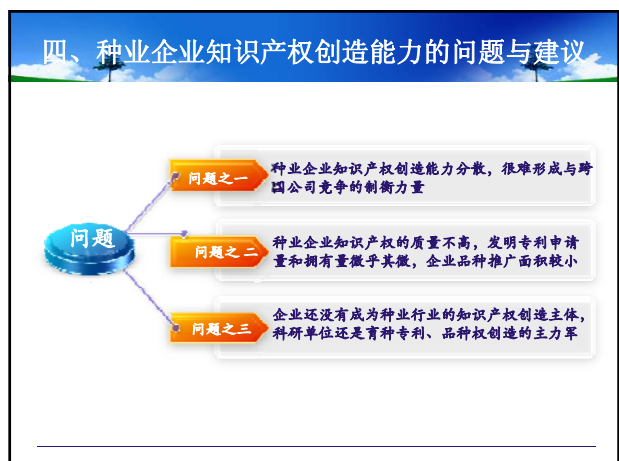 四、种业企业知识产权创造能力的问题与建议
问题
问题之一
种业企业知识产权创造能力分散，很难形成与跨
国公司竞争的制衡力量
问题之二
种业企业知识产权的质量不高，发明专利申请
量和拥有量微乎其微，企业品种推广面积较小
问题之三
企业还没有成为种业行业的知识产权创造主体，
科研单位还是育种专利、品种权创造的主力军